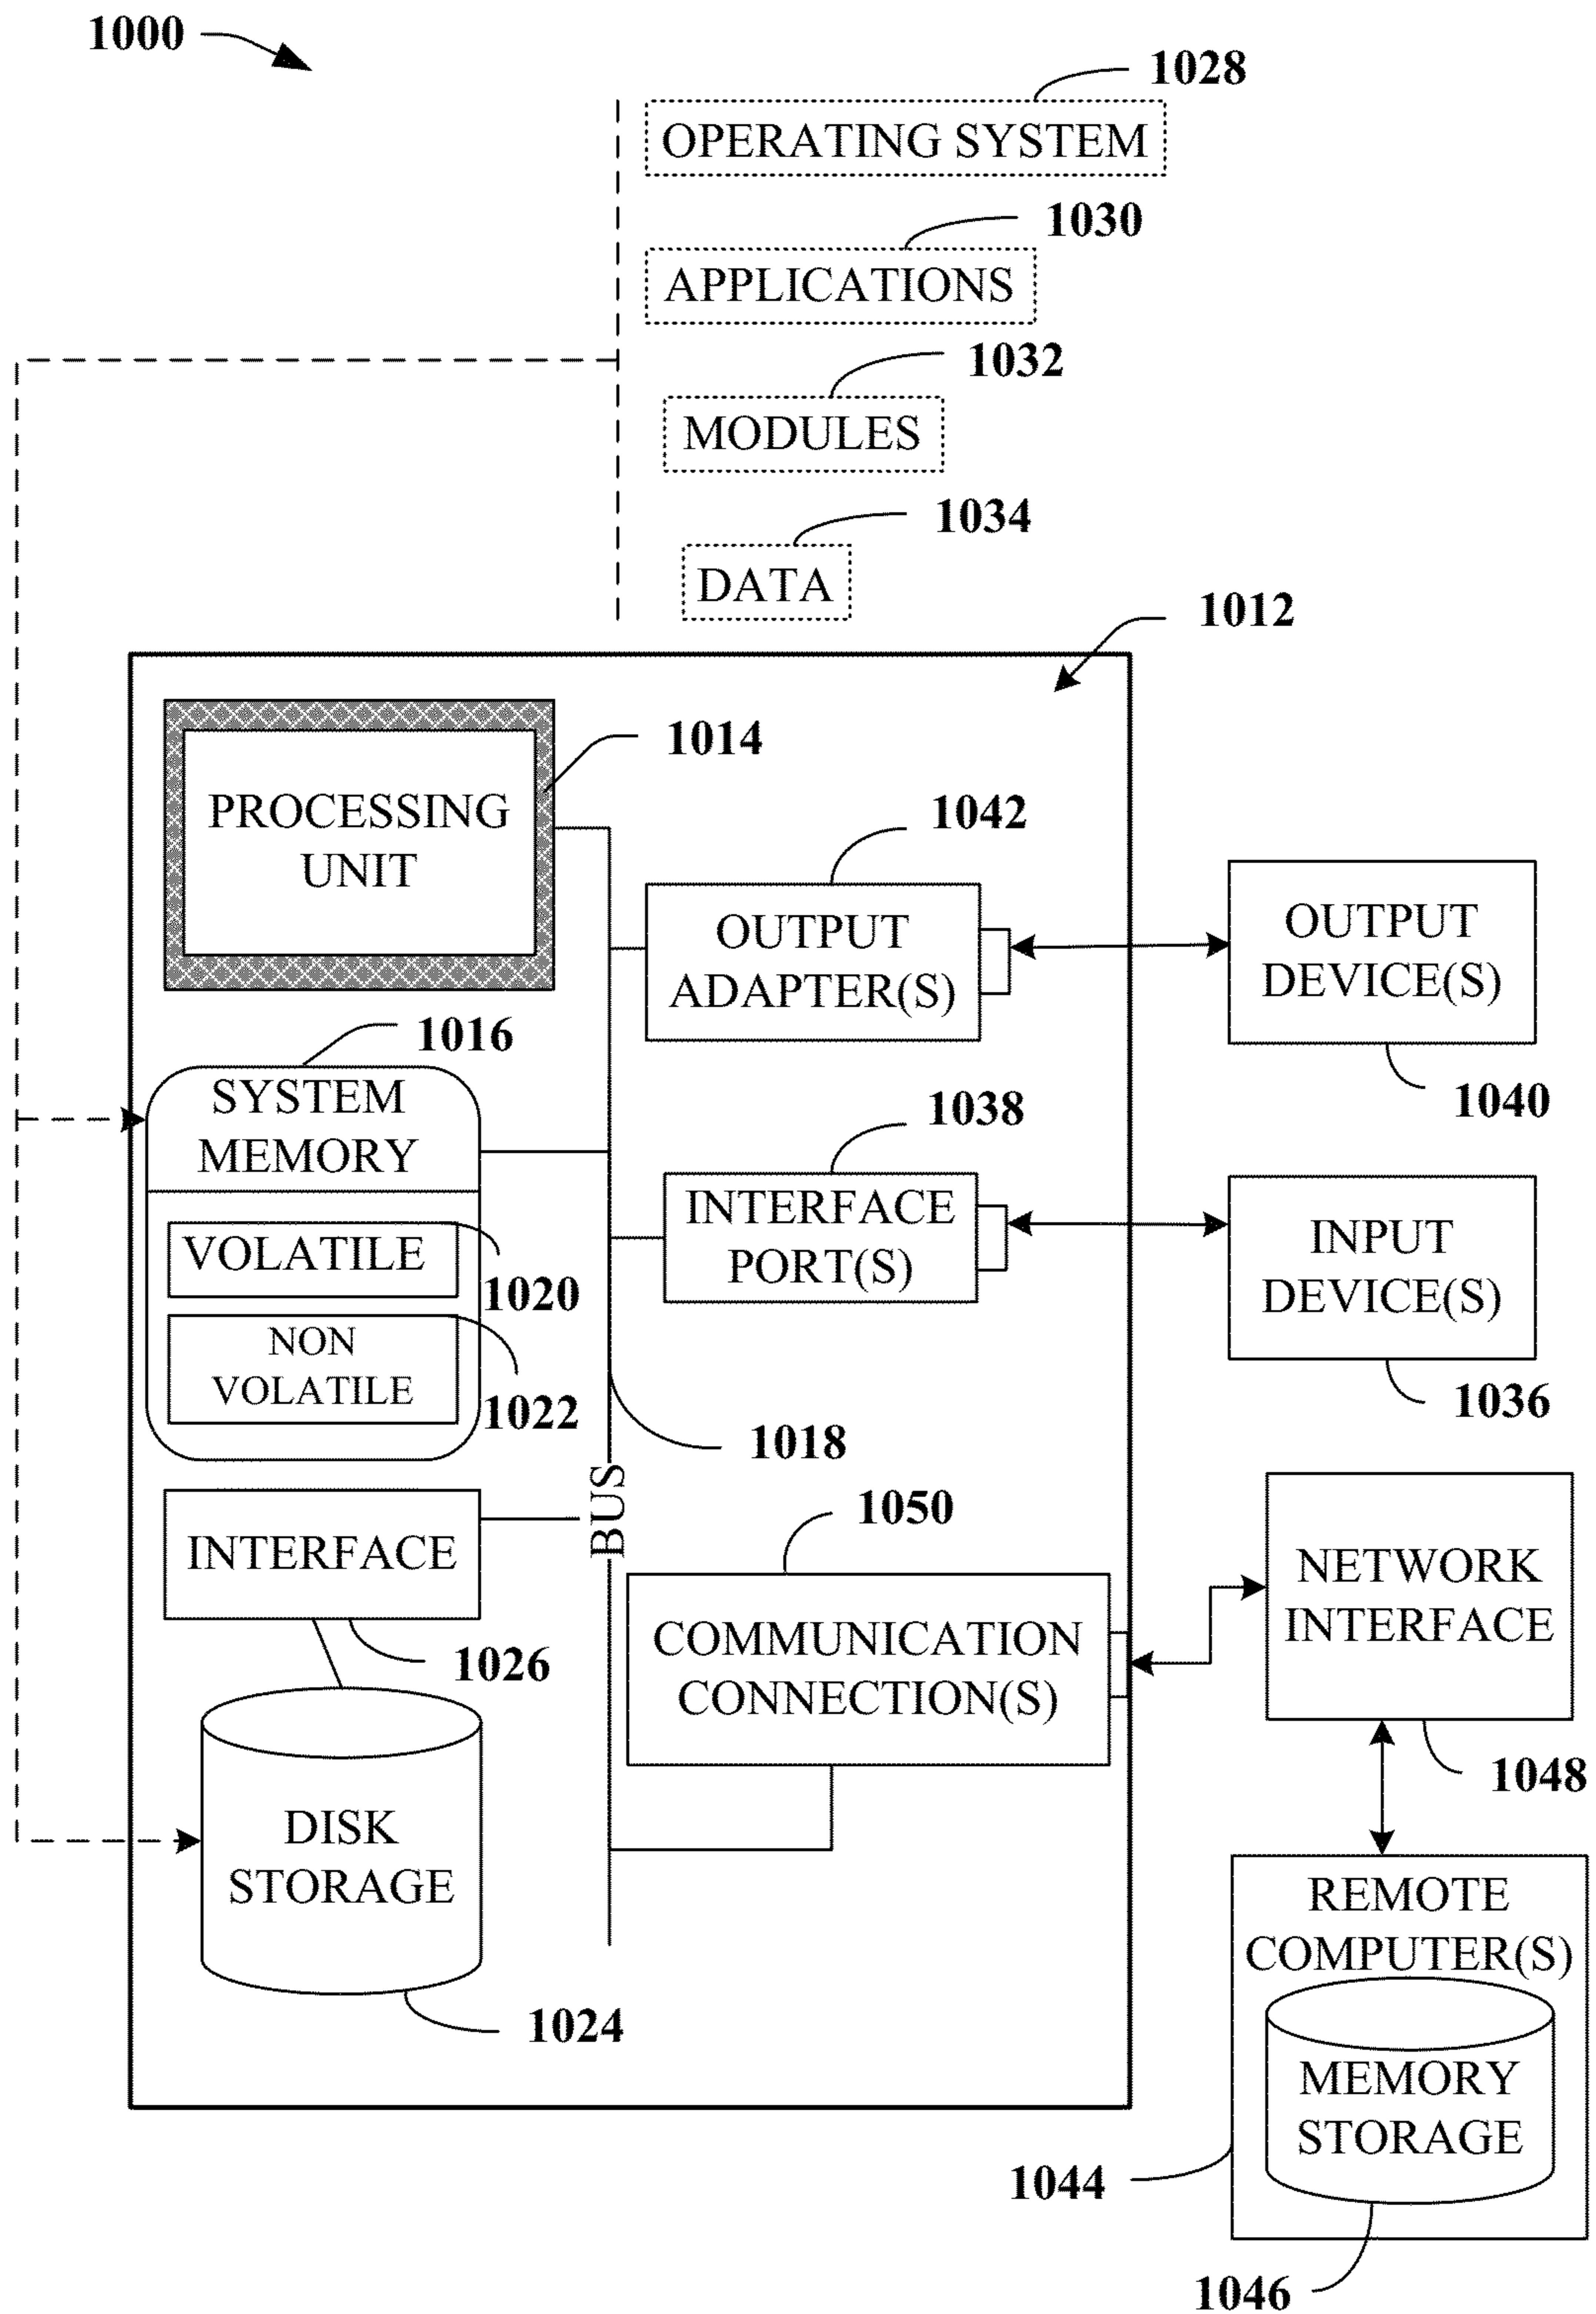 1000
1028
OPERATING SYSTEM
1030
APPLICATIONS
1032
MODULES
1034
DATA
1012
1014
PROCESSING
UNIT
1042
OUTPUT
ADAPTER(S)
OUTPUT
DEVICE(S)
1040
1016
SYSTEM
MEMORY
1038
INTERFACE
PORT(S)
INPUT
DEVICE(S)
1036
VOLATILE
1020
NON
VOLATILE
1022
1018
BUS
INTERFACE
1026
1050
COMMUNICATION
CONNECTION(S)
NETWORK
INTERFACE
1048
DISK
STORAGE
1024
REMOTE
COMPUTER(S)
MEMORY
STORAGE
1044
1046